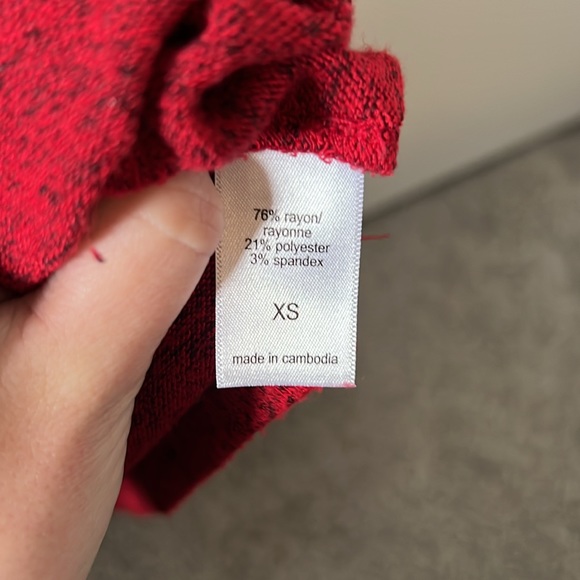 76% rayon/
rayonne
21% polyester
3% spandex
XS
made in cambodia